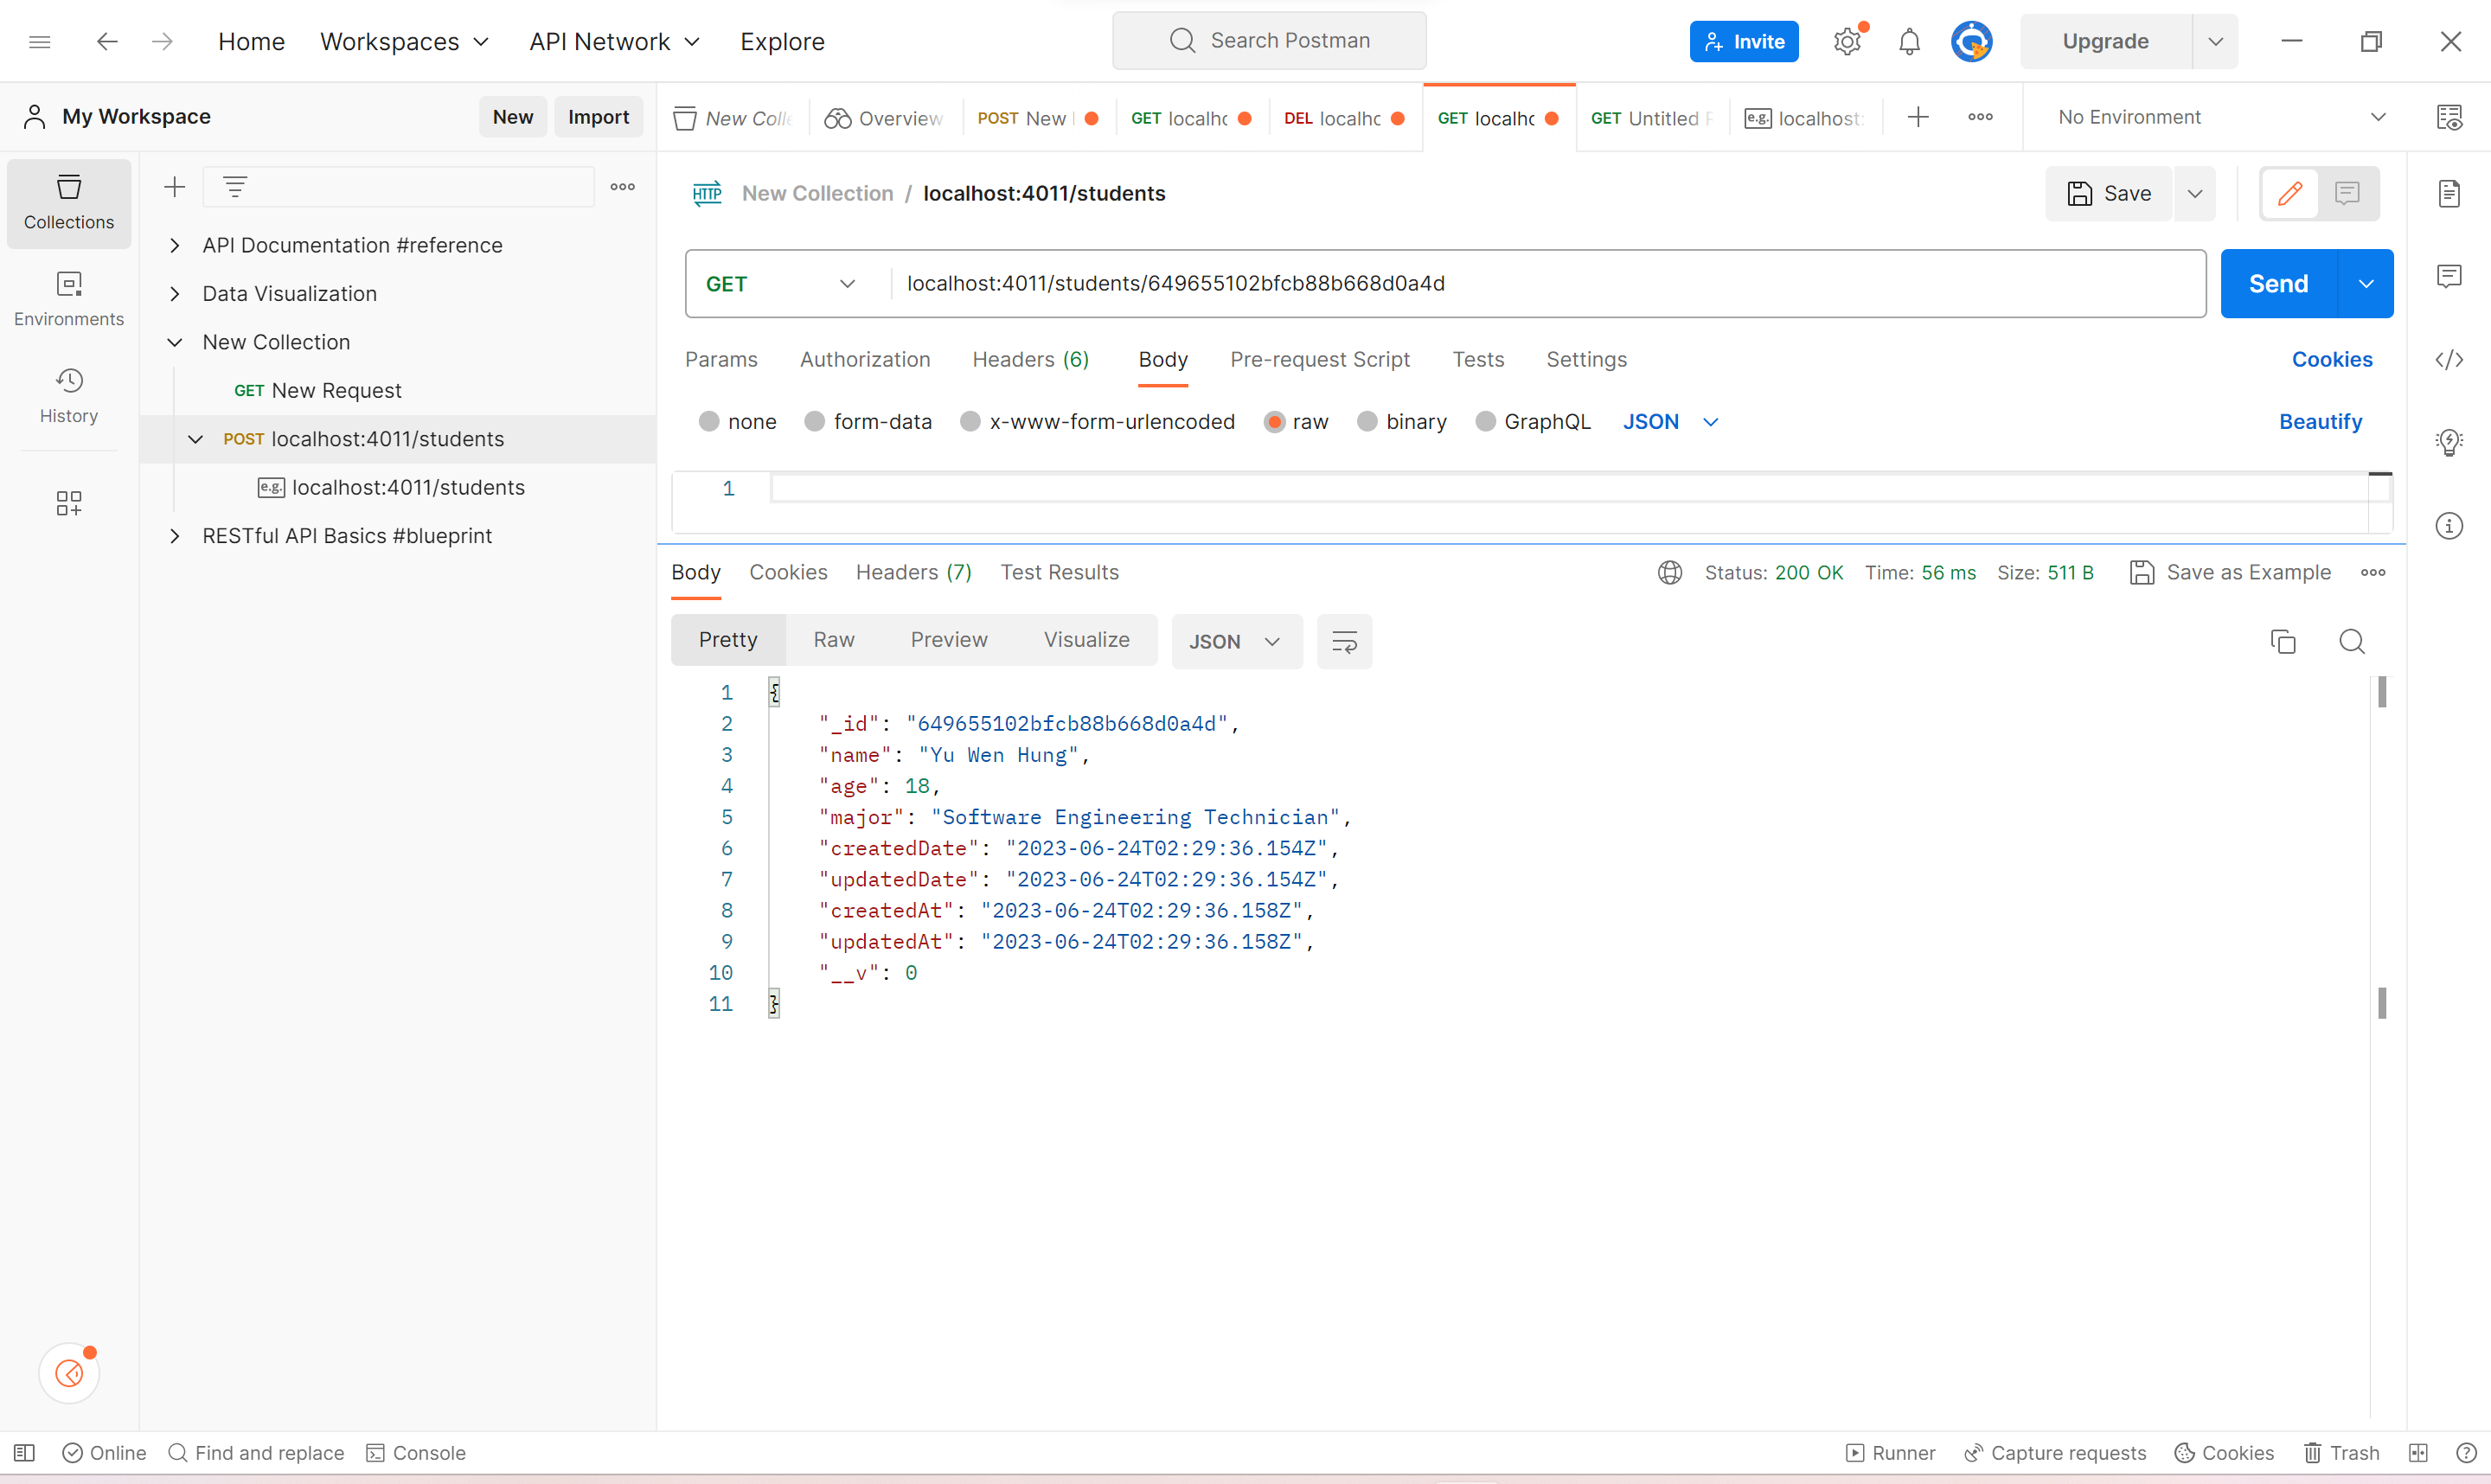 Home Workspaces API Network Explore Search Postman Invite Upgrade
My Workspace New Import
New Colle Overview POST New GET localhc DEL localhc GET localhc GET Untitled e.g. localhost: No Environment
Collections
Environments
History
API Documentation #reference
Data Visualization
New Collection
GET New Request
POST localhost:4011/students
e.g. localhost:4011/students
RESTful API Basics #blueprint
HTTP New Collection / localhost:4011/students Save
GET localhost:4011/students/649655102bfcb88b668d0a4d Send
Params Authorization Headers (6) Body Pre-request Script Tests Settings Cookies
none form-data x-www-form-urlencoded raw binary GraphQL JSON Beautify
1
Body Cookies Headers (7) Test Results Status: 200 OK Time: 56 ms Size: 511 B Save as Example
Pretty Raw Preview Visualize JSON
1 {
2 "_id": "649655102bfcb88b668d0a4d",
3 "name": "Yu Wen Hung",
4 "age": 18,
5 "major": "Software Engineering Technician",
6 "createdDate": "2023-06-24T02:29:36.154Z",
7 "updatedDate": "2023-06-24T02:29:36.154Z",
8 "createdAt": "2023-06-24T02:29:36.158Z",
9 "updatedAt": "2023-06-24T02:29:36.158Z",
10 "__v": 0
11 }
Online Find and replace Console Runner Capture requests Cookies Trash